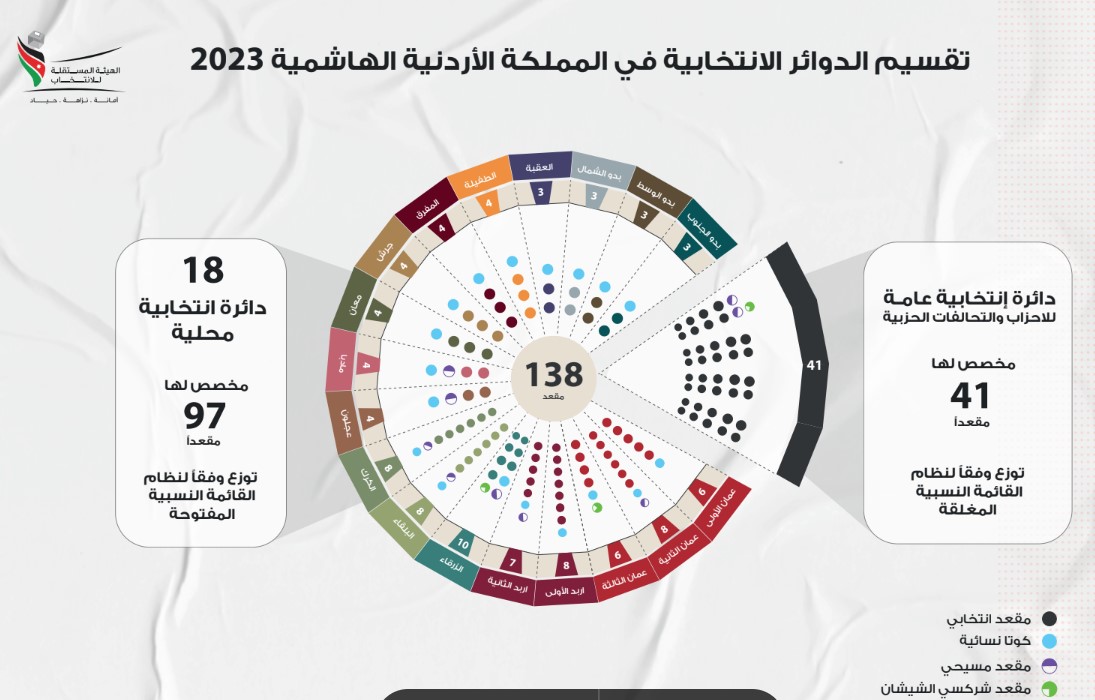 تقسيم الدوائر الانتخابية في المملكة الأردنية الهاشمية 2023
الهيئة المستقلة
للانتخاب
أمانة . نزاهة . حياد
دائرة إنتخابية عامة
للاحزاب والتحالفات الحزبية
مخصص لها
41
مقعداً
توزع وفقاً لنظام
القائمة النسبية
المغلقة
18
دائرة انتخابية
محلية
مخصص لها
97
مقعداً
توزع وفقاً لنظام
القائمة النسبية
المفتوحة
138
مقعد
41
بدو الجنوب
3
بدو الوسط
3
بدو الشمال
3
العقبة
3
الطفيلة
4
المفرق
4
جرش
4
معان
4
مادبا
4
عجلون
4
الكرك
8
البلقاء
8
الزرقاء
10
اربد الثانية
7
اربد الأولى
8
عمان الثالثة
6
عمان الثانية
8
عمان الأولى
6
مقعد انتخابي
كوتا نسائية
مقعد مسيحي
مقعد شركسي الشيشان